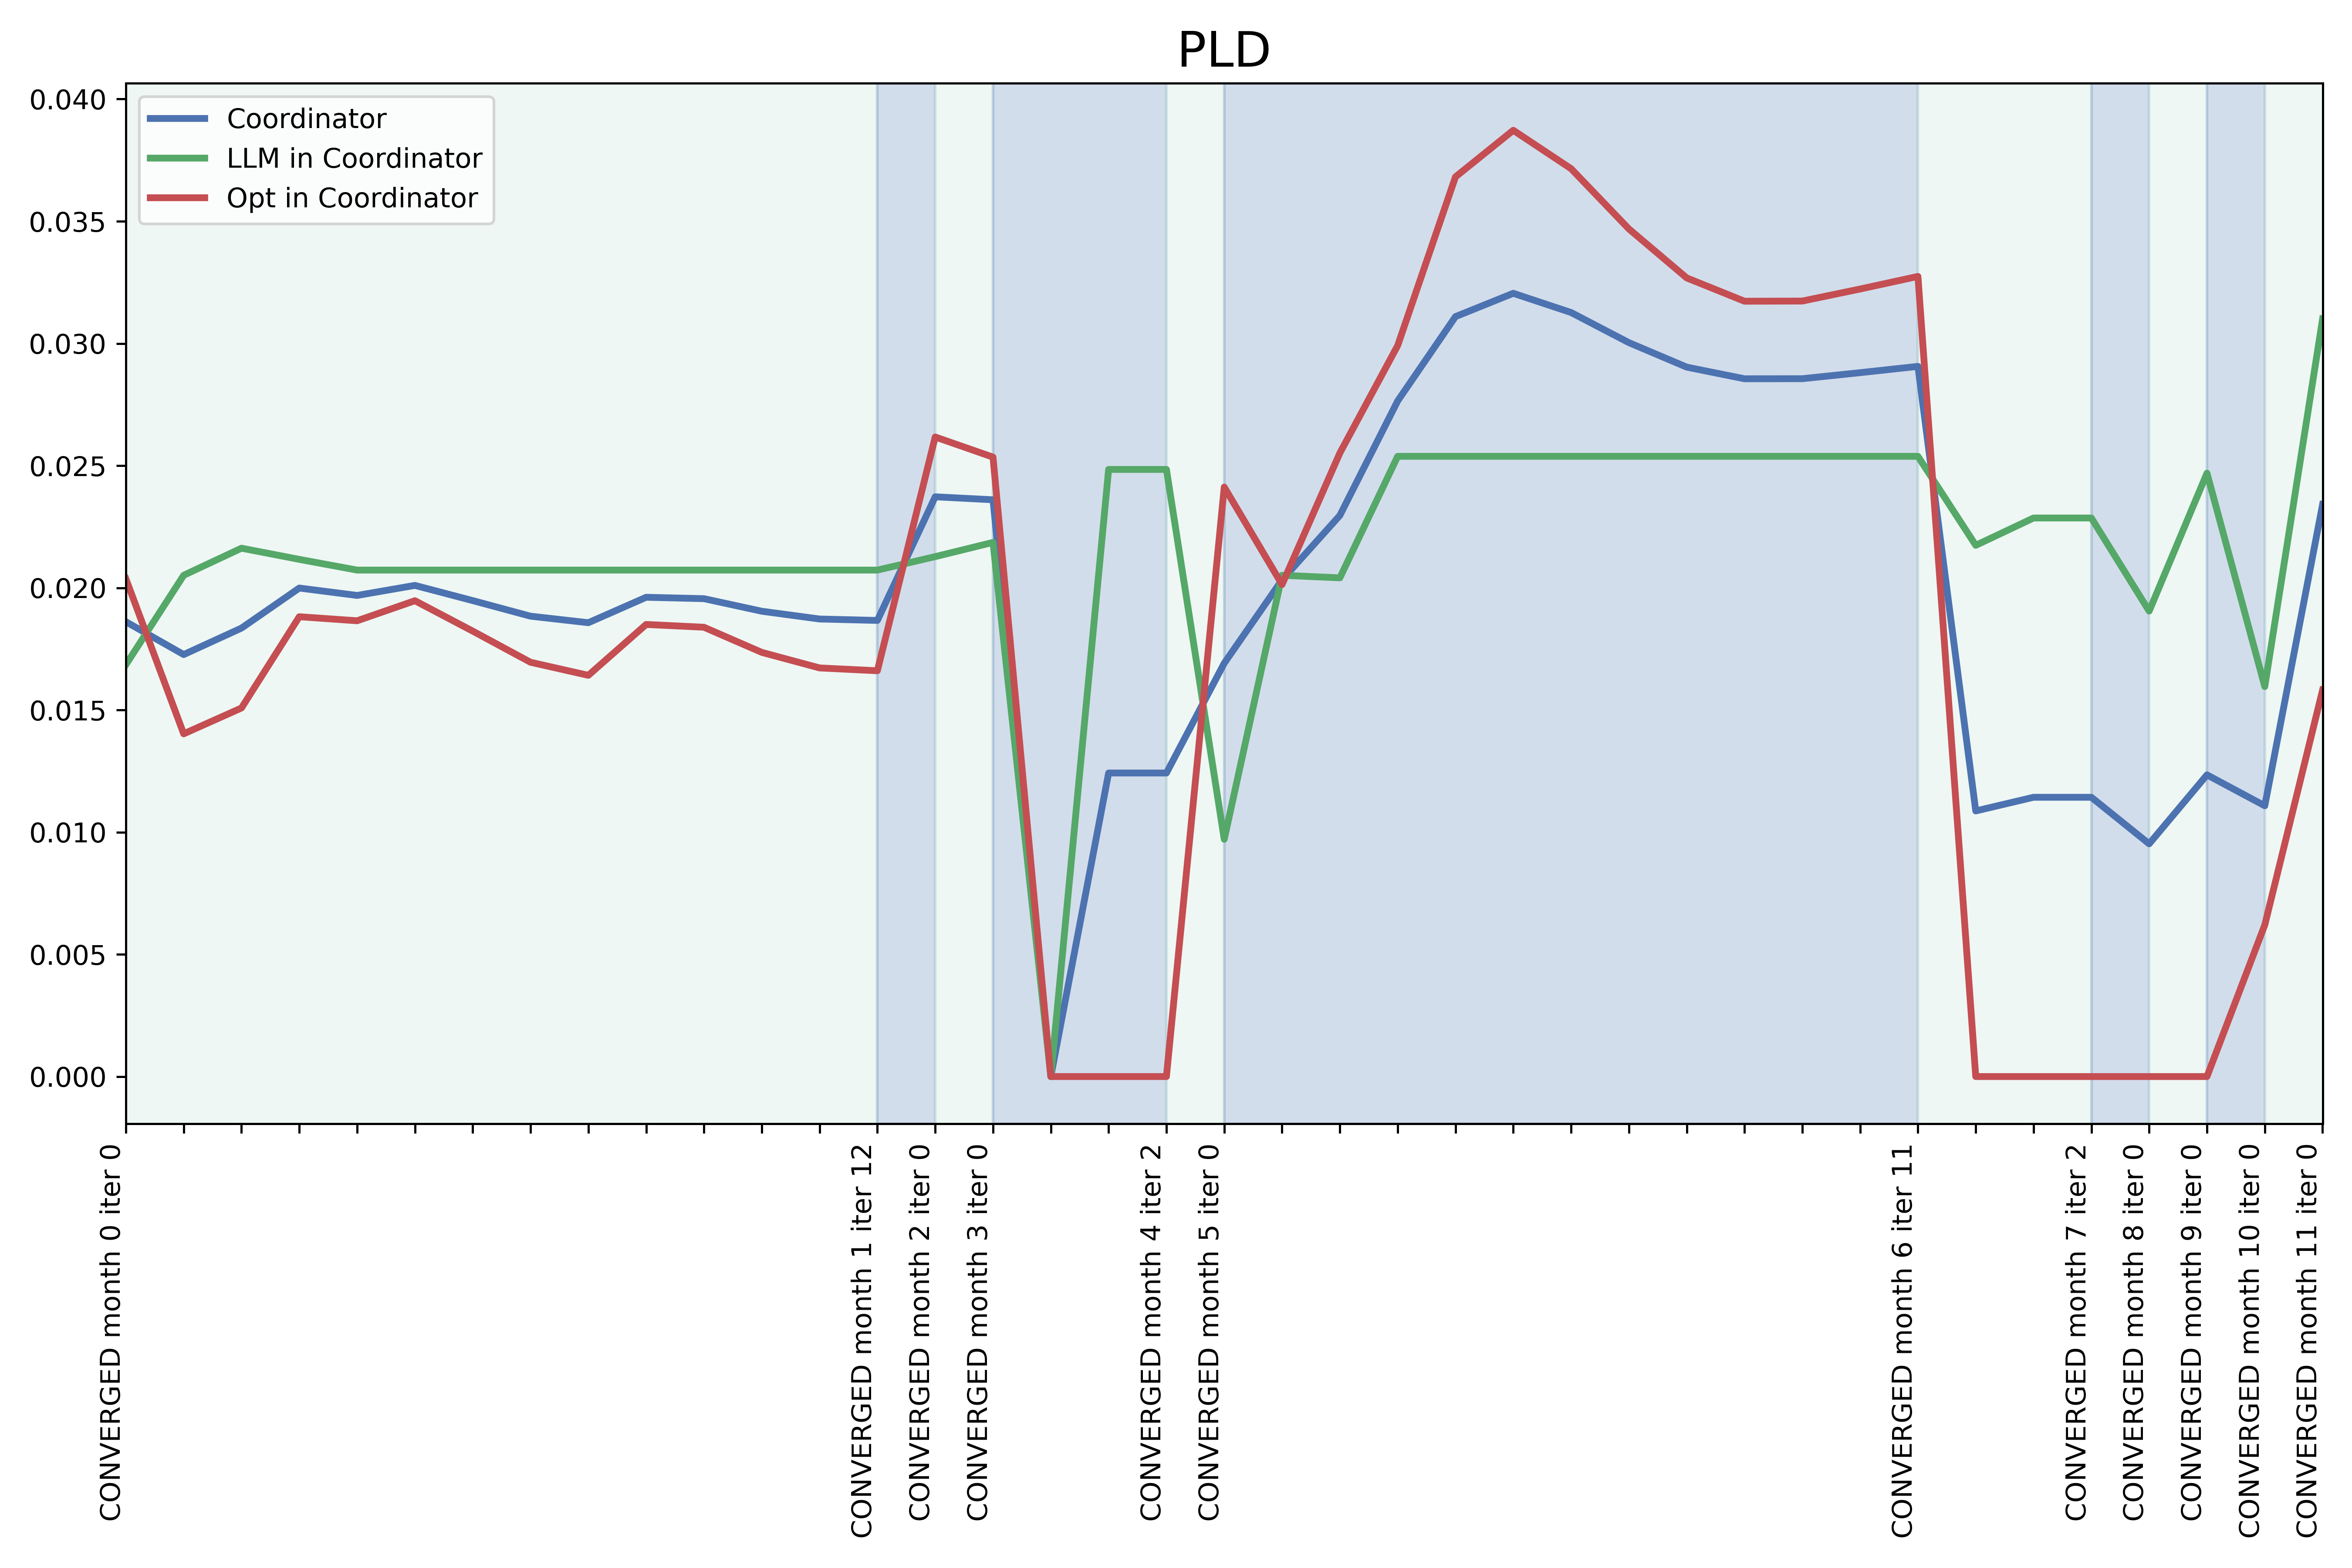 PLD
0.040
0.035
0.030
0.025
0.020
0.015
0.010
0.005
0.000
Coordinator
LLM in Coordinator
Opt in Coordinator
CONVERGED month 0 iter 0
CONVERGED month 1 iter 12
CONVERGED month 2 iter 0
CONVERGED month 3 iter 0
CONVERGED month 4 iter 2
CONVERGED month 5 iter 0
CONVERGED month 6 iter 11
CONVERGED month 7 iter 2
CONVERGED month 8 iter 0
CONVERGED month 9 iter 0
CONVERGED month 10 iter 0
CONVERGED month 11 iter 0